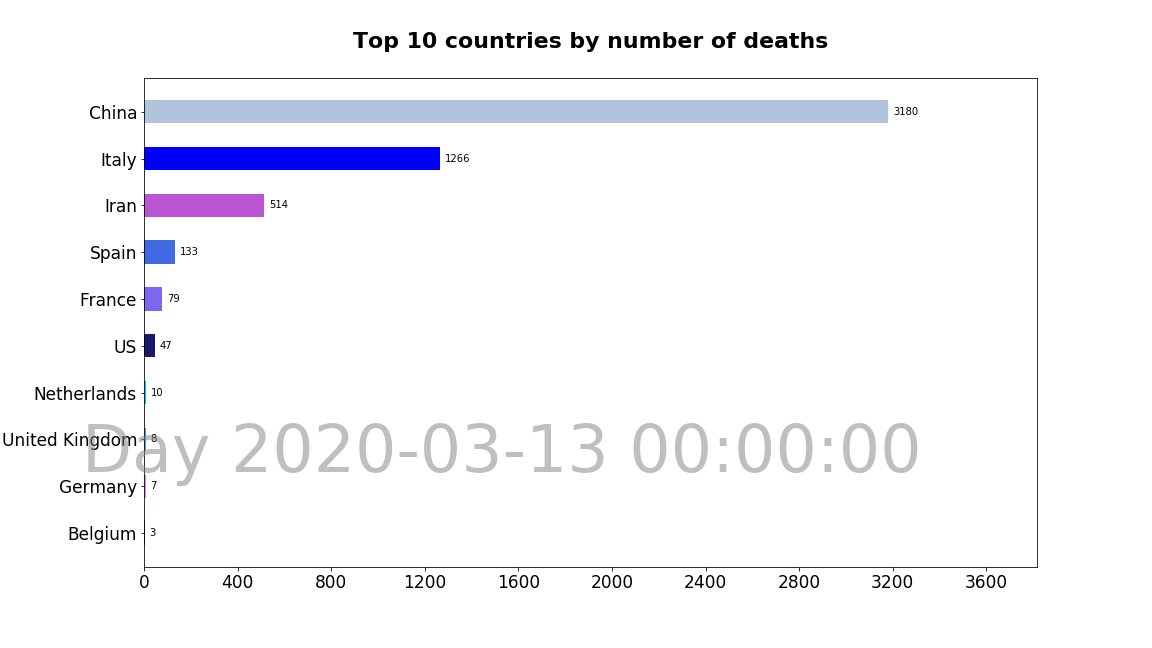 Top 10 countries by number of deaths
China 3180
Italy 1266
Iran 514
Spain 133
France 79
US 47
Netherlands 10
United Kingdom 8
Day 2020-03-13 00:00:00
Germany 7
Belgium 3
0 400 800 1200 1600 2000 2400 2800 3200 3600